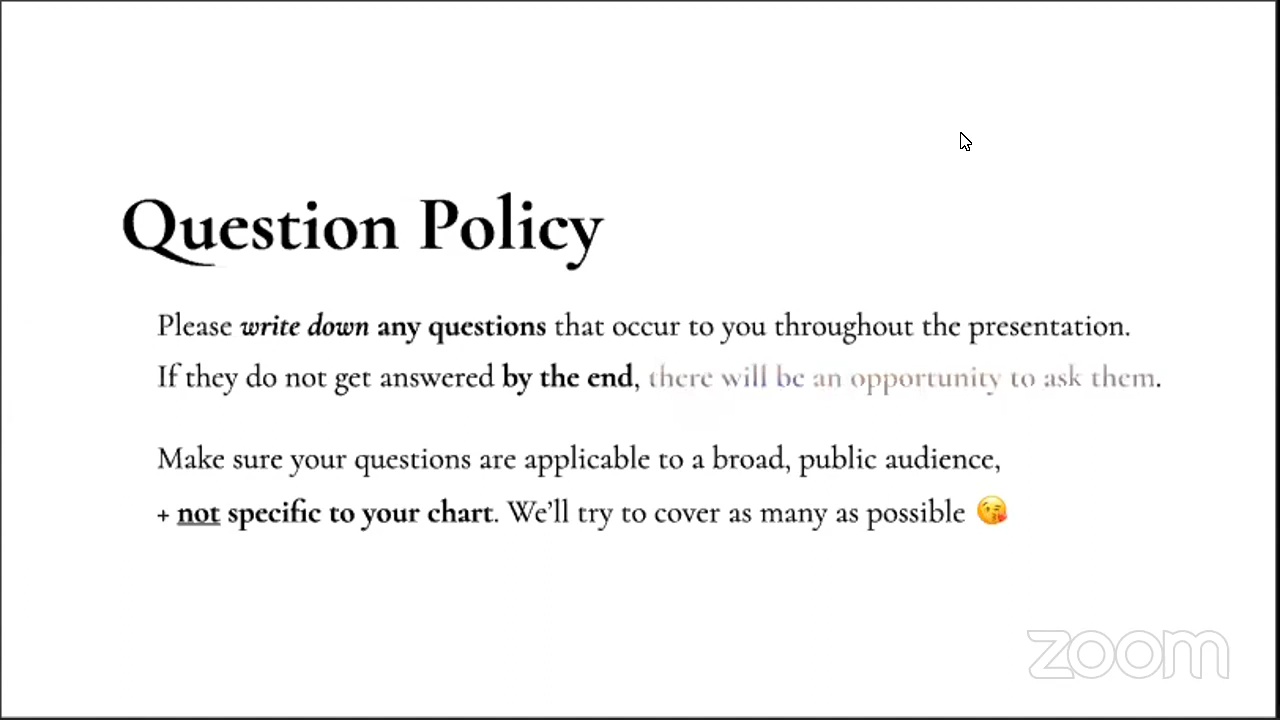 Question Policy
Please write down any questions that occur to you throughout the presentation.
If they do not get answered by the end, there will be an opportunity to ask them.
Make sure your questions are applicable to a broad, public audience,
+ not specific to your chart. We’ll try to cover as many as possible 😘
zoom